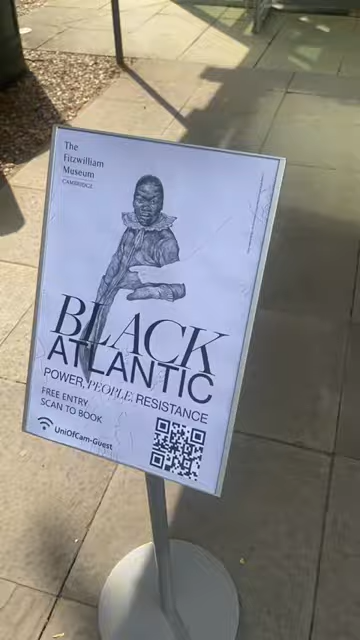 The
Fitzwilliam
Museum
CAMBRIDGE
BLACK
ATLANTIC
POWER, PEOPLE, RESISTANCE
FREE ENTRY
SCAN TO BOOK
UniOfCam-Guest